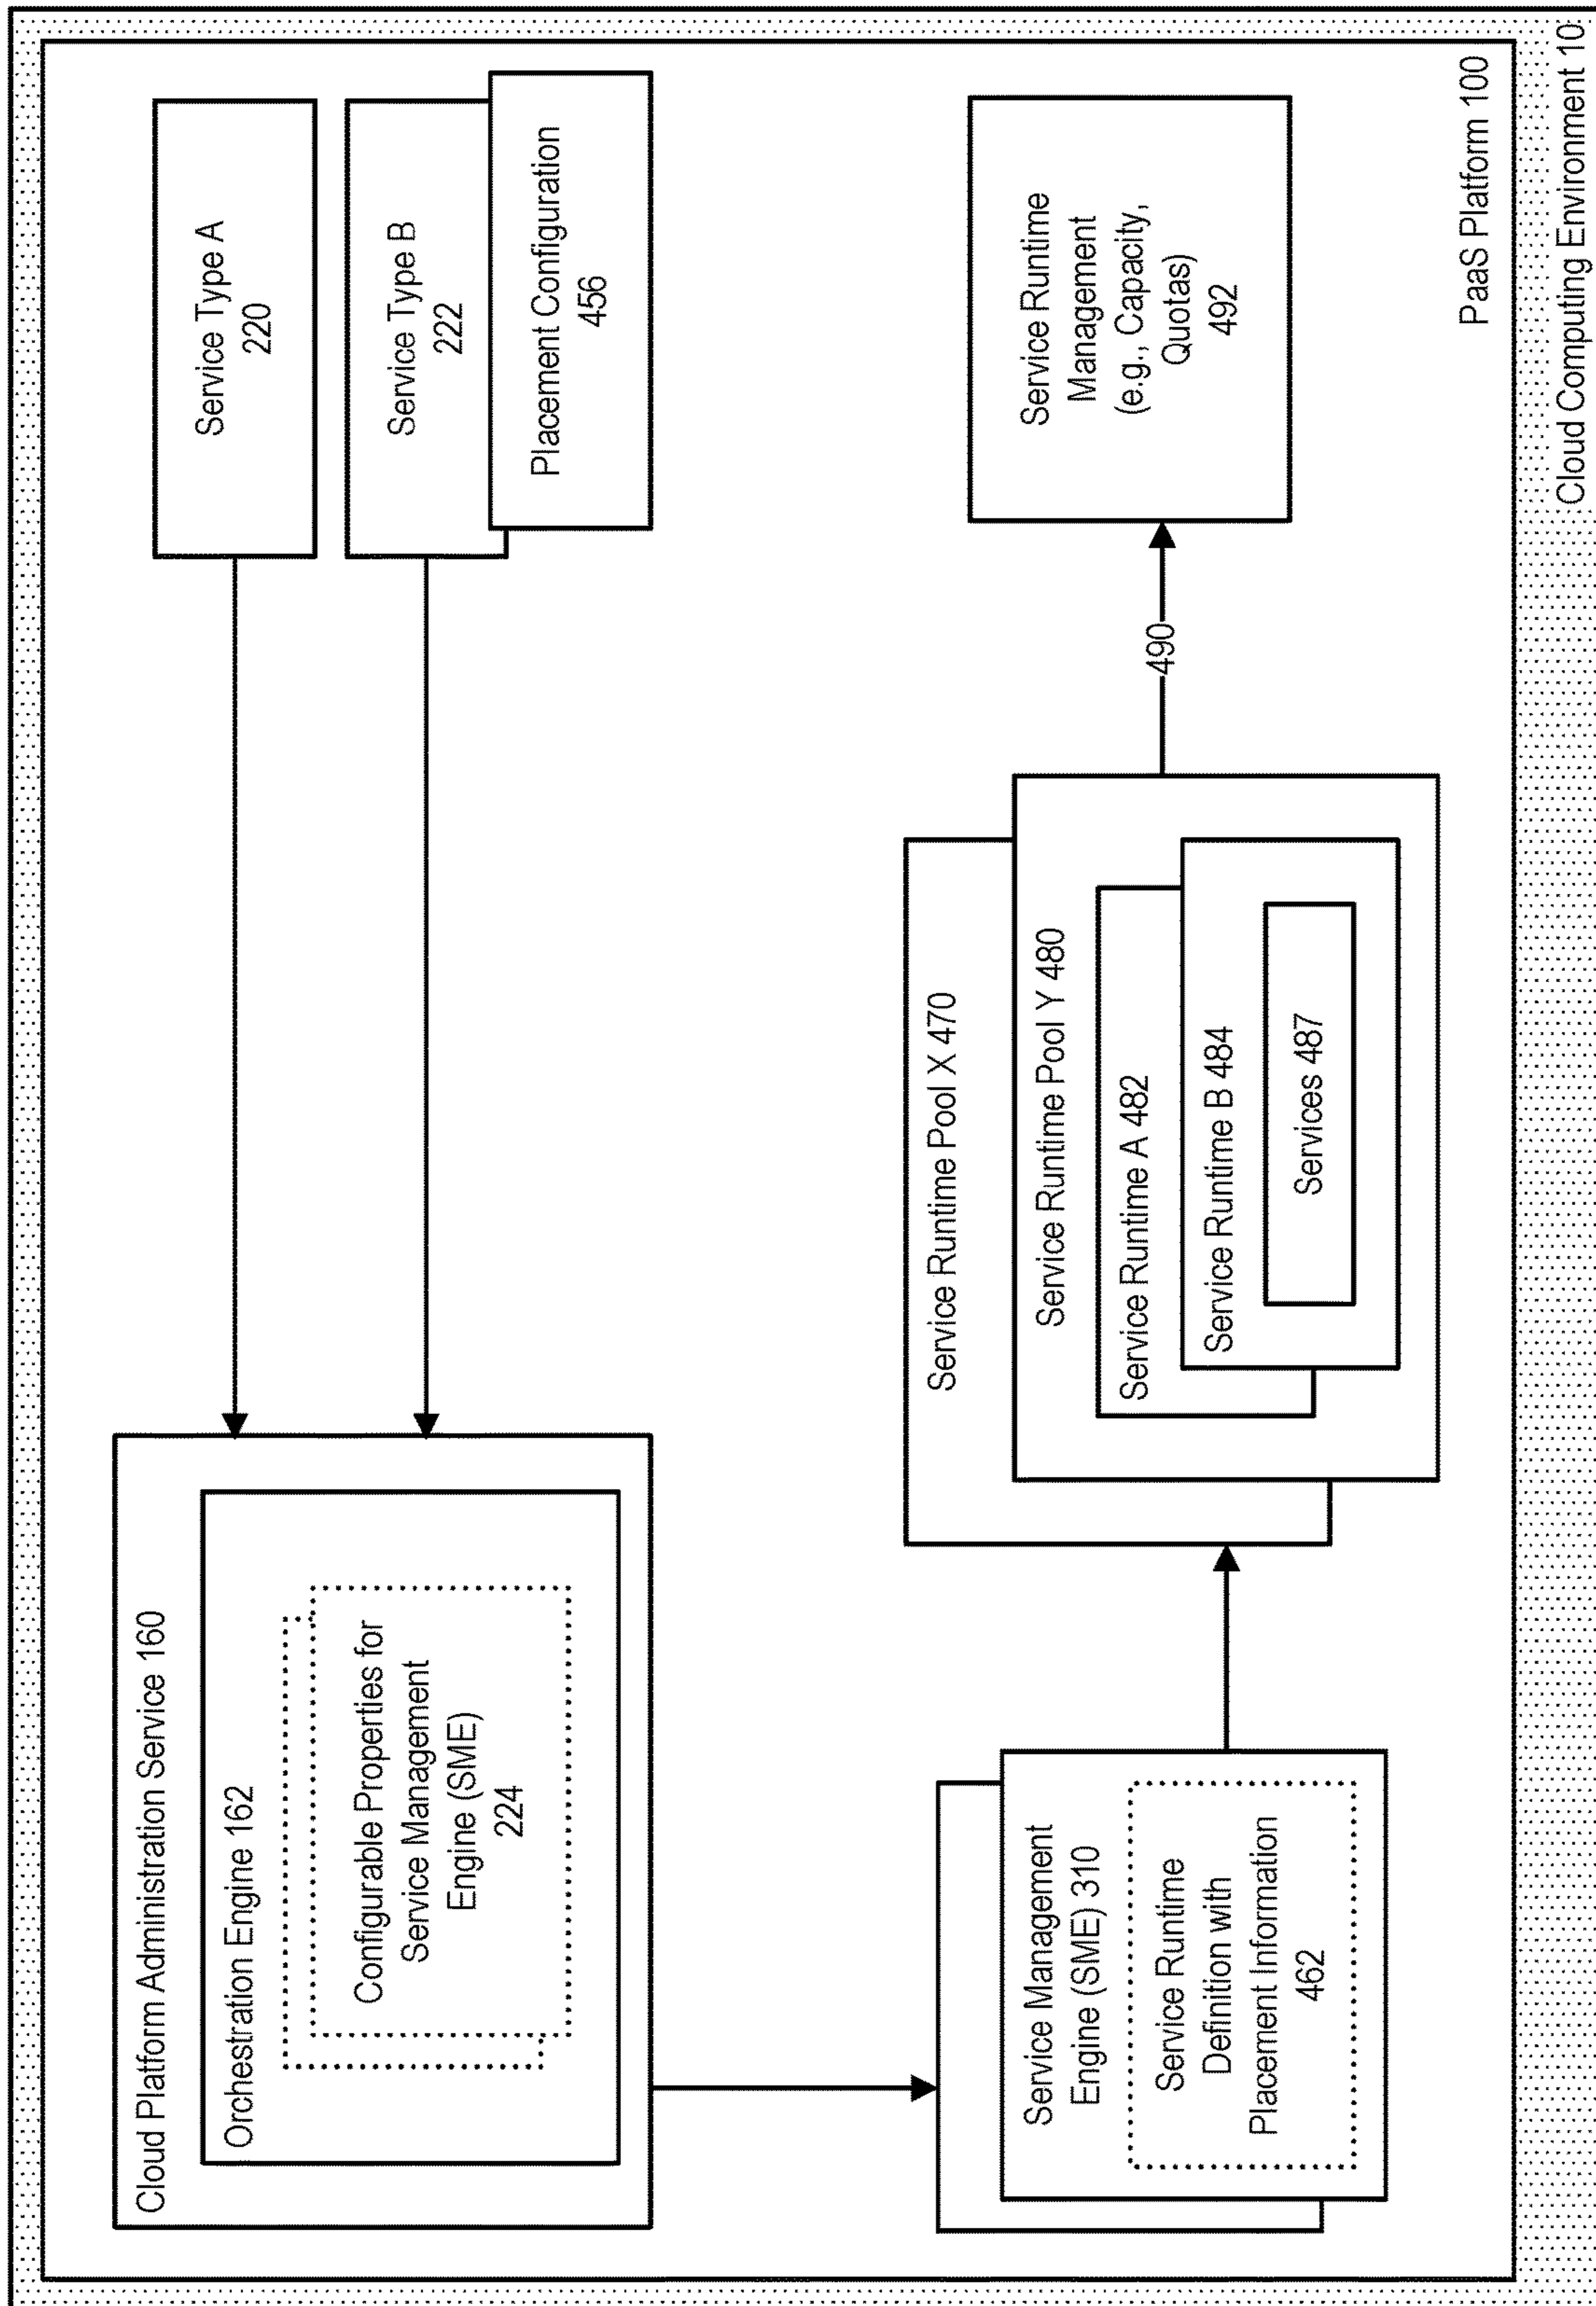 Cloud Platform Administration Service 160
Orchestration Engine 162
Configurable Properties for
Service Management
Engine (SME)
224
Service Type A
220
Service Type B
222
Placement Configuration
456
Service Management
Engine (SME) 310
Service Runtime
Definition with
Placement Information
462
Service Runtime Pool X 470
Service Runtime Pool Y 480
Service Runtime A 482
Service Runtime B 484
Services 487
490
Service Runtime
Management
(e.g., Capacity,
Quotas)
492
PaaS Platform 100
Cloud Computing Environment 10